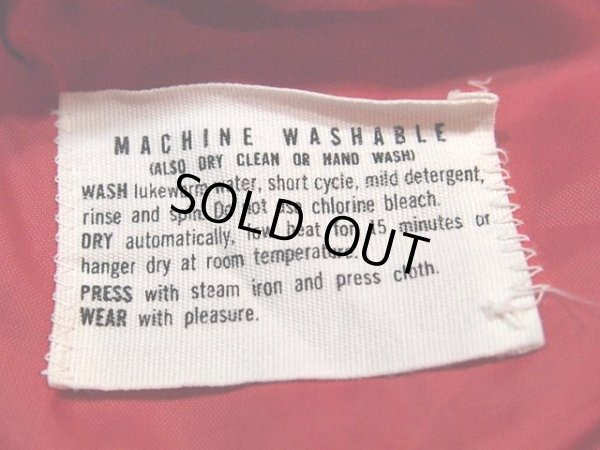 MACHINE WASHABLE
(ALSO DRY CLEAN OR HAND WASH)
WASH lukewarm water, short cycle, mild detergent,
rinse and spin. Do not use chlorine bleach.
DRY automatically, low heat for 15 minutes or
hanger dry at room temperature.
PRESS with steam iron and press cloth.
WEAR with pleasure.
SOLD OUT